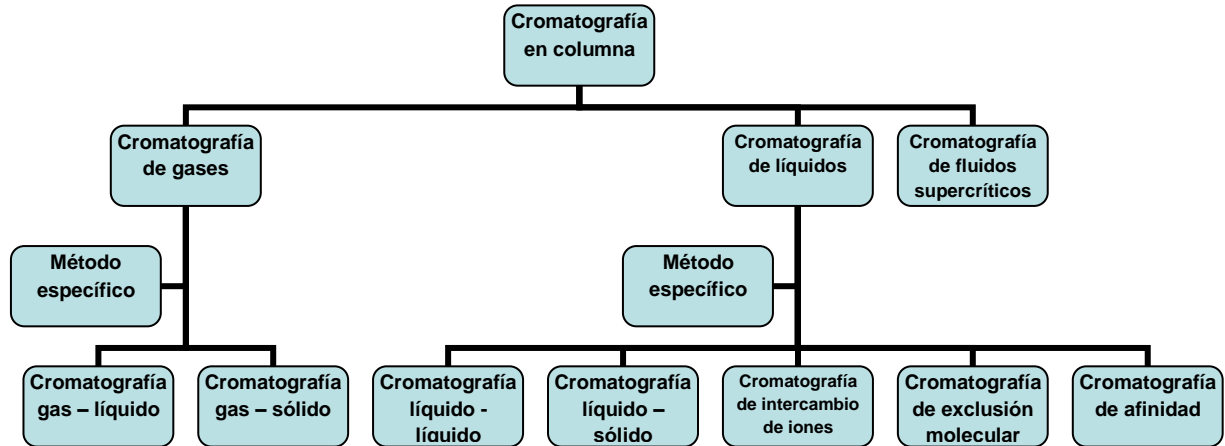 Cromatografía
en columna
Cromatografía
de gases
Cromatografía
de líquidos
Cromatografía
de fluidos
supercríticos
Método
específico
Método
específico
Cromatografía
gas – líquido
Cromatografía
gas – sólido
Cromatografía
líquido -
líquido
Cromatografía
líquido –
sólido
Cromatografía
de intercambio
de iones
Cromatografía
de exclusión
molecular
Cromatografía
de afinidad